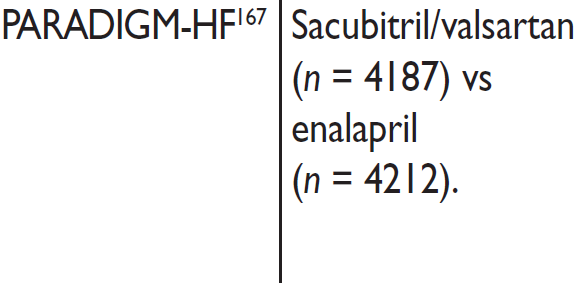 PARADIGM-HF167
Sacubitril/valsartan
(n = 4187) vs
enalapril
(n = 4212).